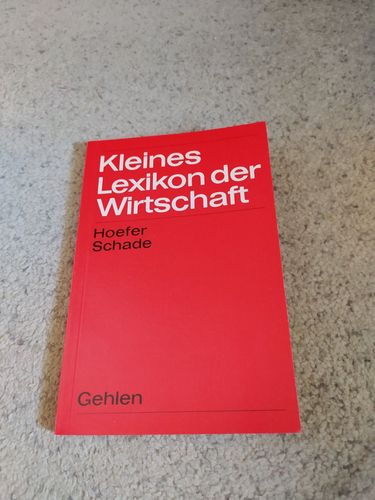 Kleines
Lexikon der
Wirtschaft
Hoefer
Schade
Gehlen